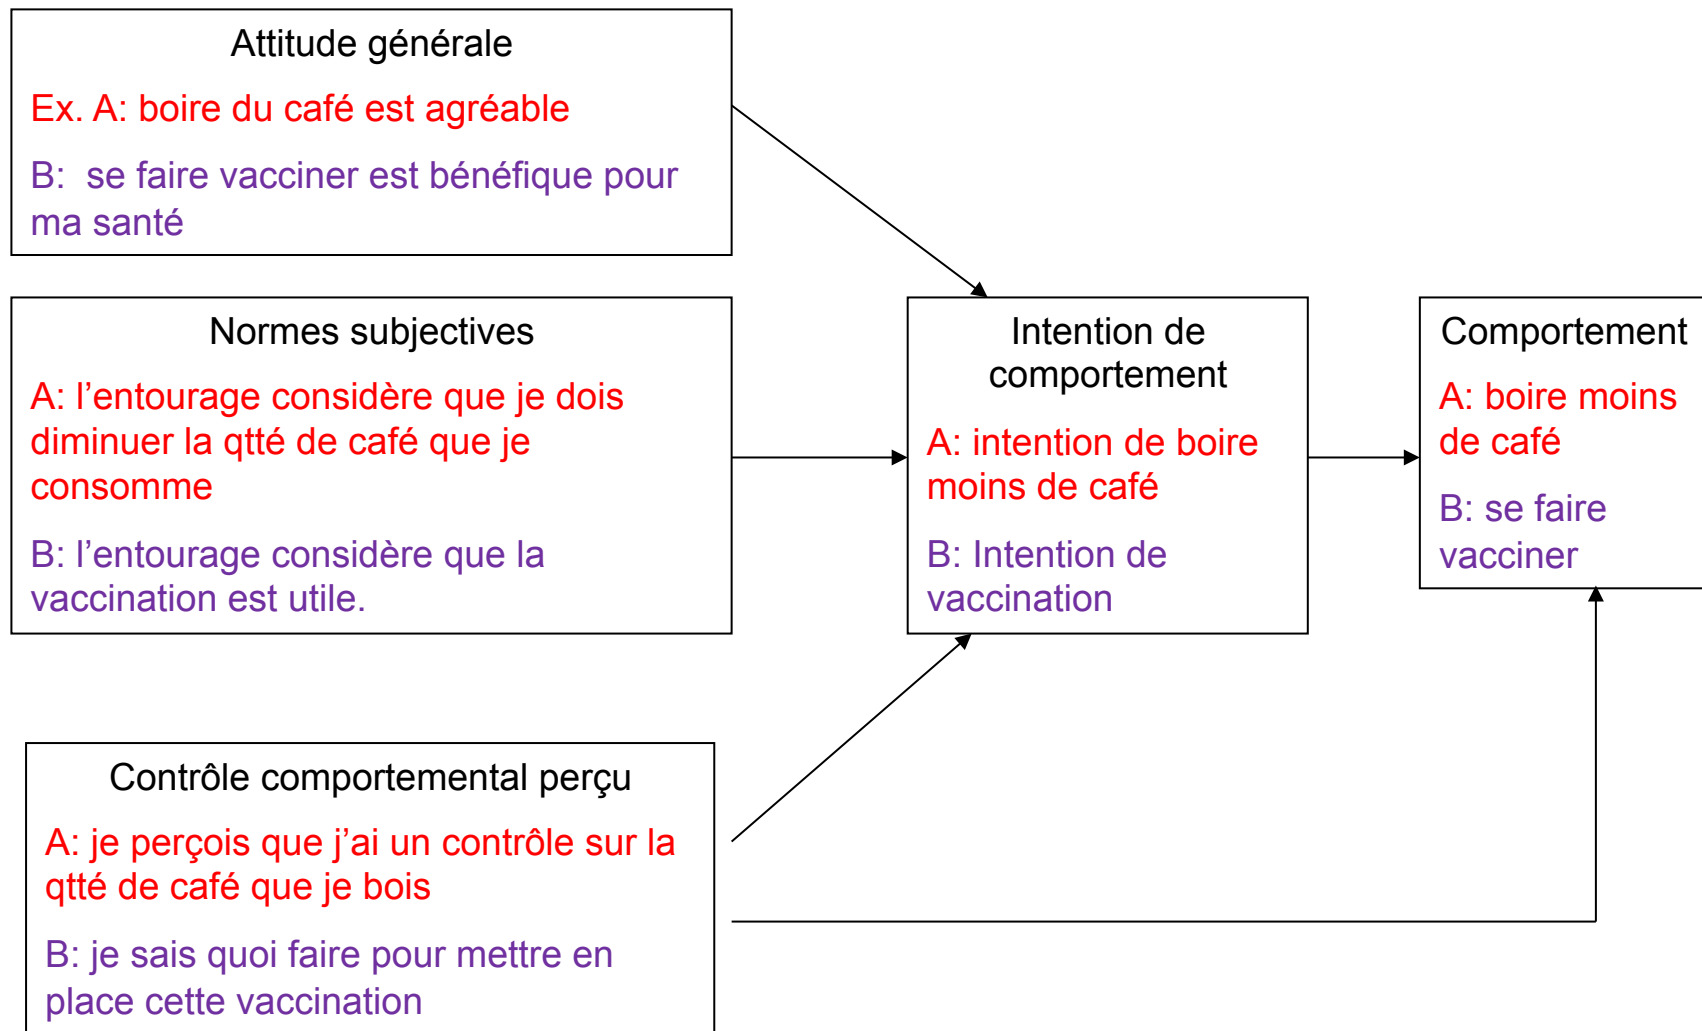 Attitude générale
Ex. A: boire du café est agréable
B:  se faire vacciner est bénéfique pour
ma santé
Normes subjectives
A: l’entourage considère que je dois
diminuer la qtté de café que je
consomme
B: l’entourage considère que la
vaccination est utile.
Contrôle comportemental perçu
A: je perçois que j’ai un contrôle sur la
qtté de café que je bois
B: je sais quoi faire pour mettre en
place cette vaccination
Intention de
comportement
A: intention de boire
moins de café
B: Intention de
vaccination
Comportement
A: boire moins
de café
B: se faire
vacciner